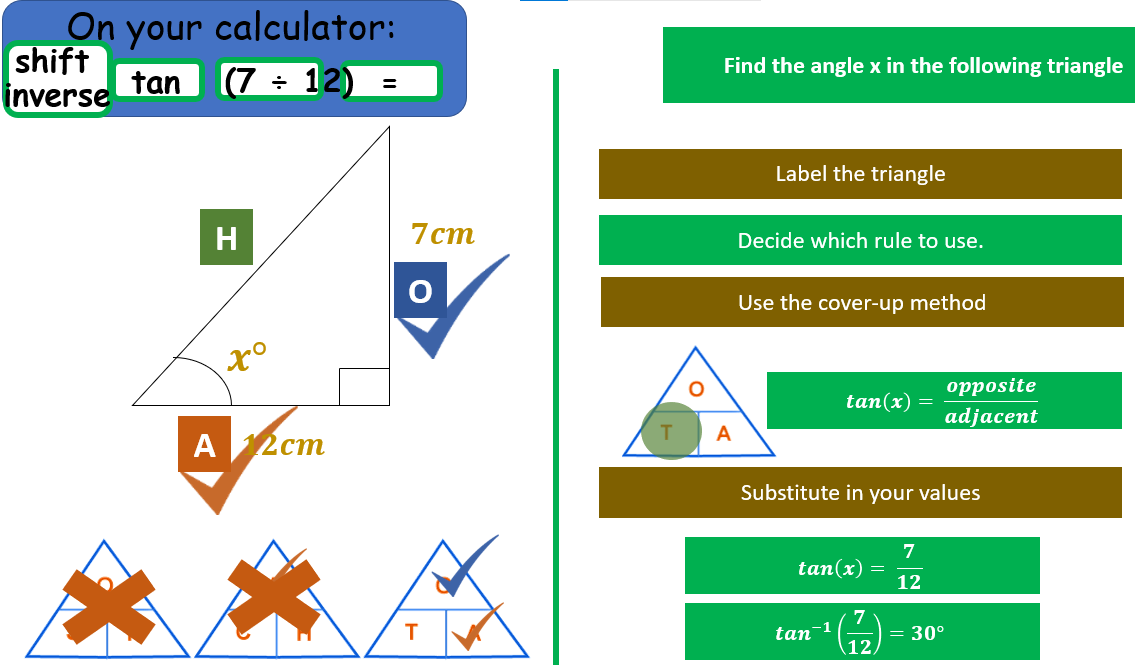 On your calculator:
shift
inverse
tan
(7 ÷ 12)
=
H
7cm
O
x°
A
12cm
O
T
A
Find the angle x in the following triangle
Label the triangle
Decide which rule to use.
Use the cover-up method
O
T
A
tan(x) = opposite/adjacent
Substitute in your values
tan(x) = 7/12
tan⁻¹(7/12) = 30°